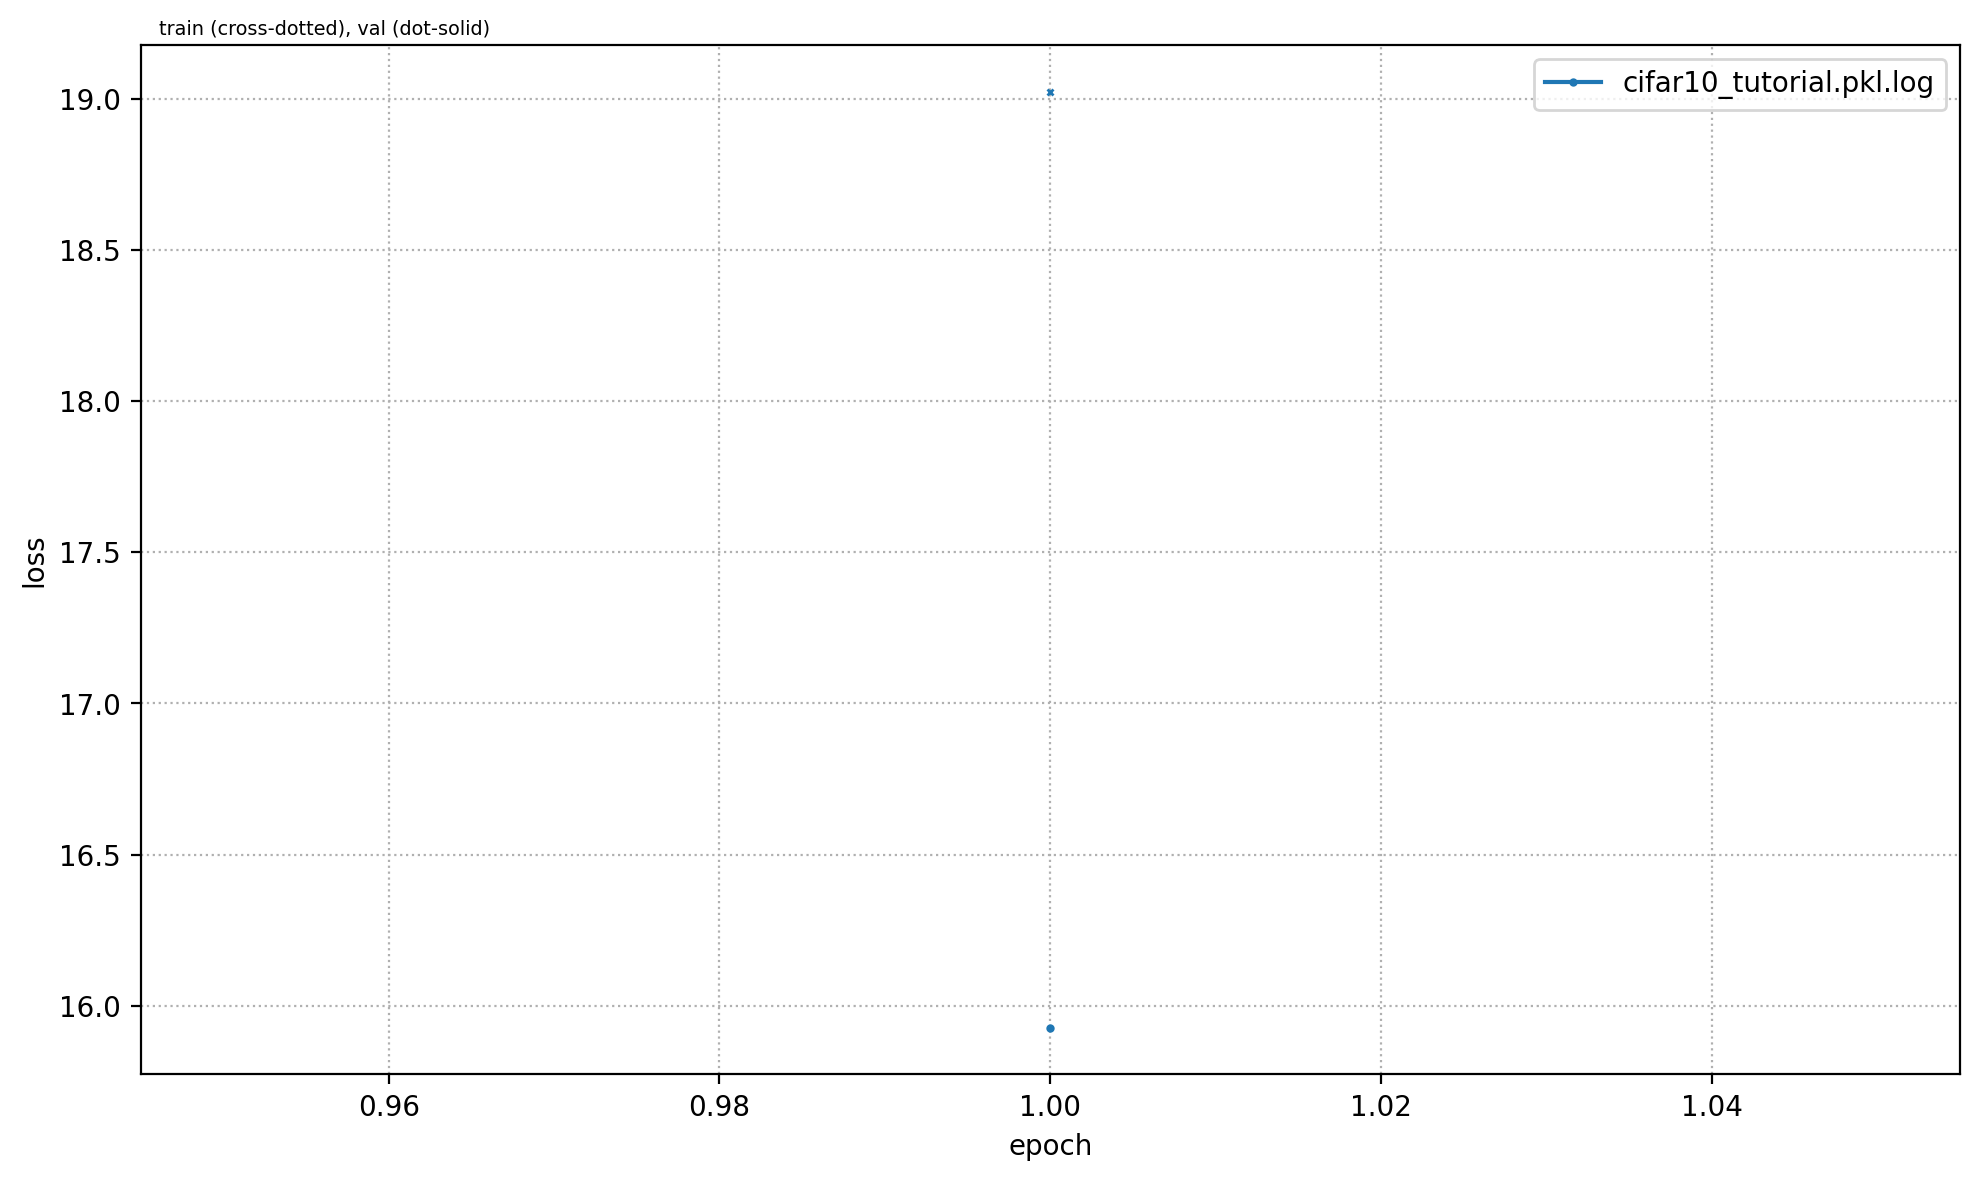 train (cross-dotted), val (dot-solid)
cifar10_tutorial.pkl.log
19.0
18.5
18.0
17.5
17.0
16.5
16.0
loss
0.96 0.98 1.00 1.02 1.04
epoch